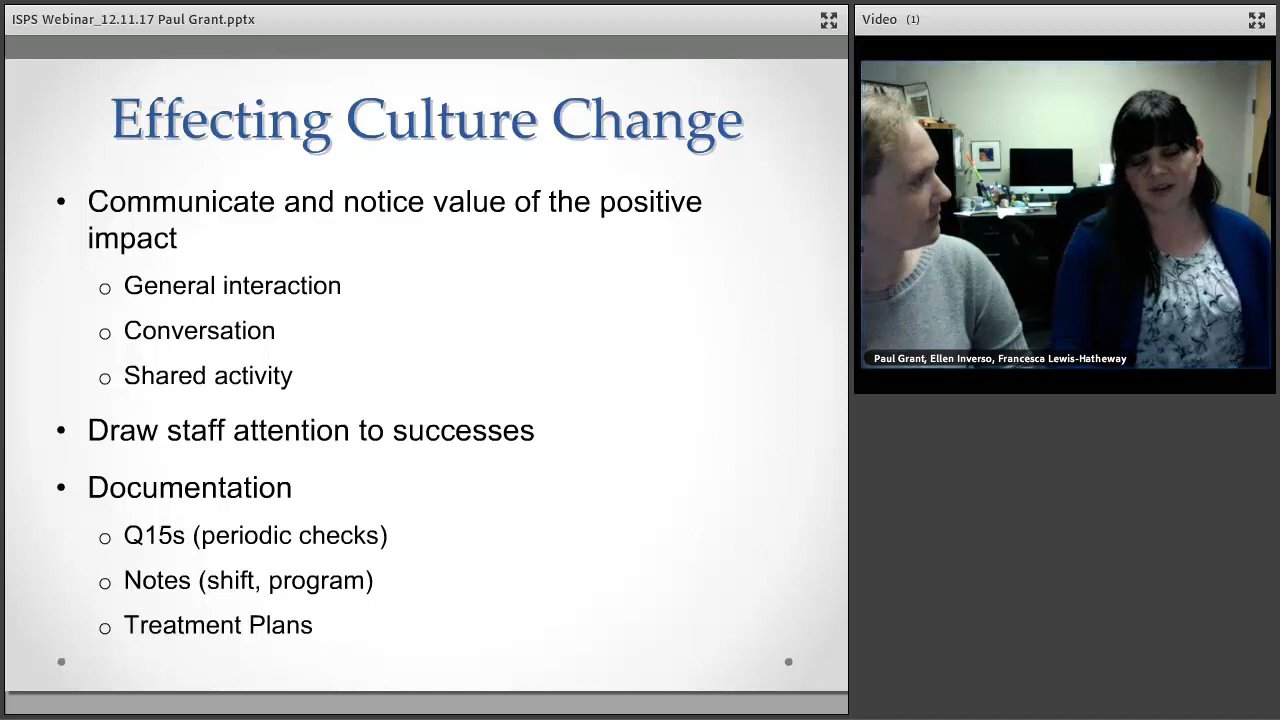 ISPS Webinar_12.11.17 Paul Grant.pptx
Video (1)
Effecting Culture Change
• Communicate and notice value of the positive
impact
o General interaction
o Conversation
o Shared activity
• Draw staff attention to successes
• Documentation
o Q15s (periodic checks)
o Notes (shift, program)
o Treatment Plans
Paul Grant, Ellen Inverso, Francesca Lewis-Hatheway